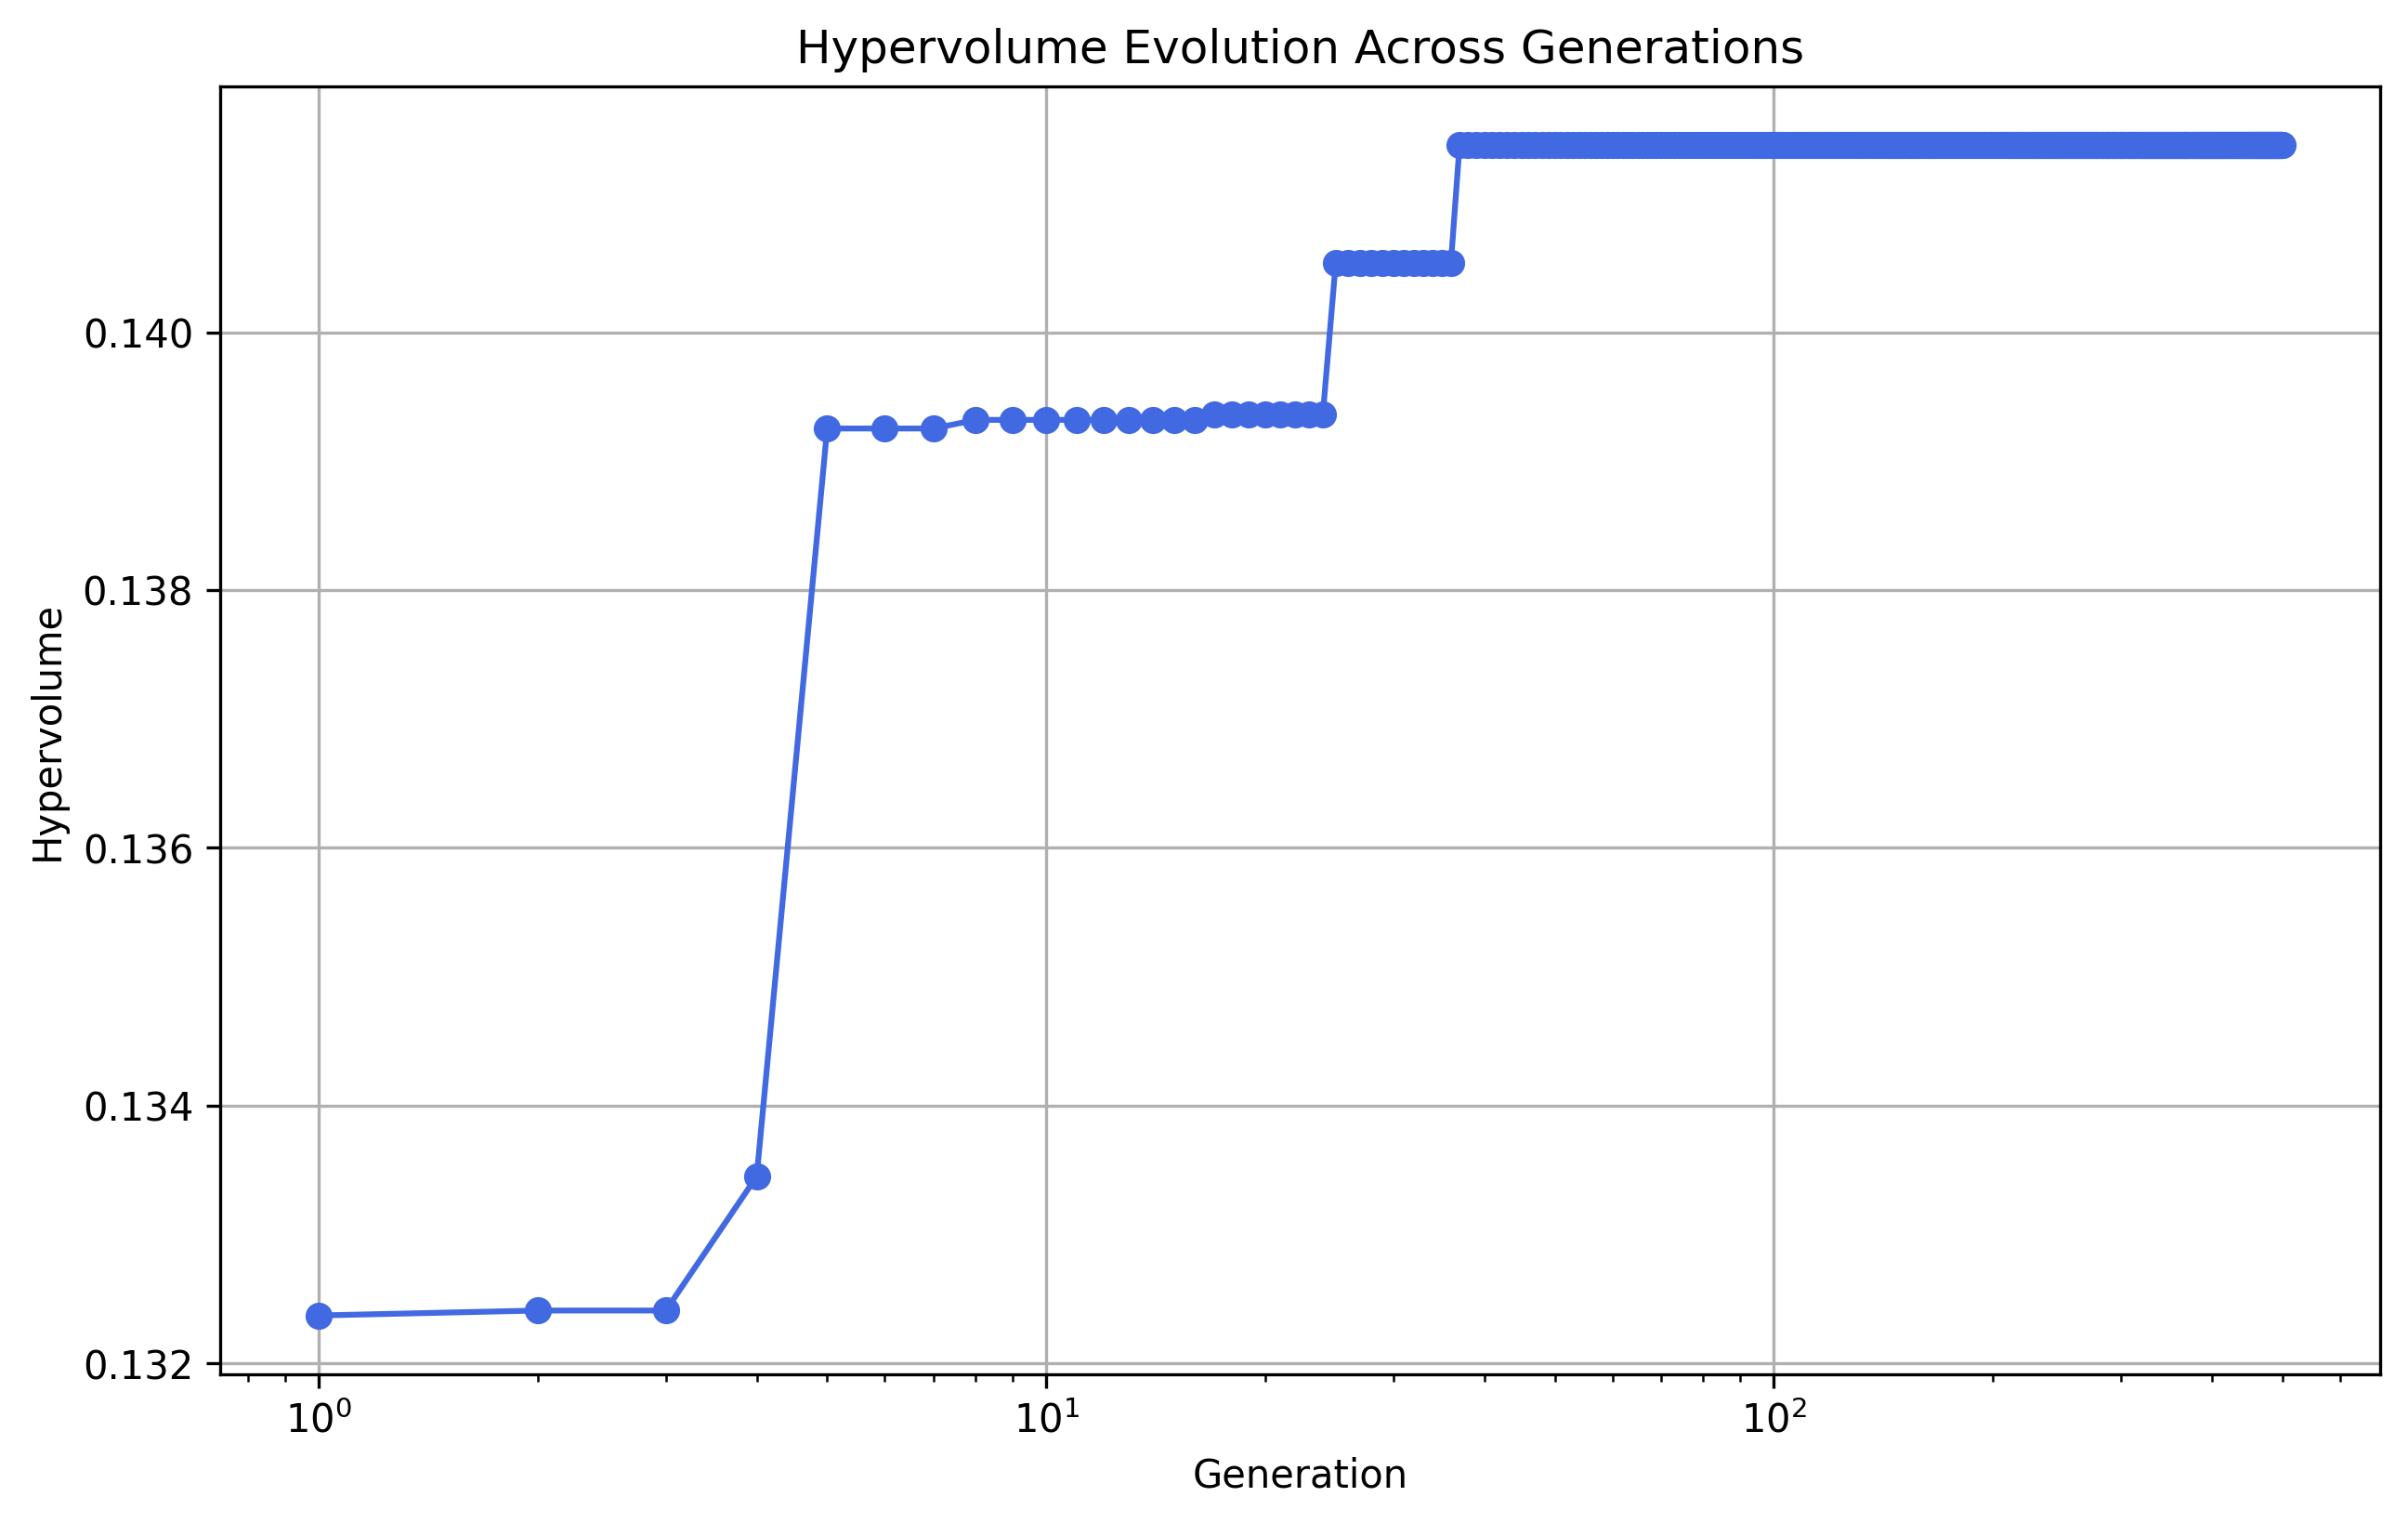 Hypervolume Evolution Across Generations
Hypervolume
0.140
0.138
0.136
0.134
0.132
10⁰
10¹
10²
Generation